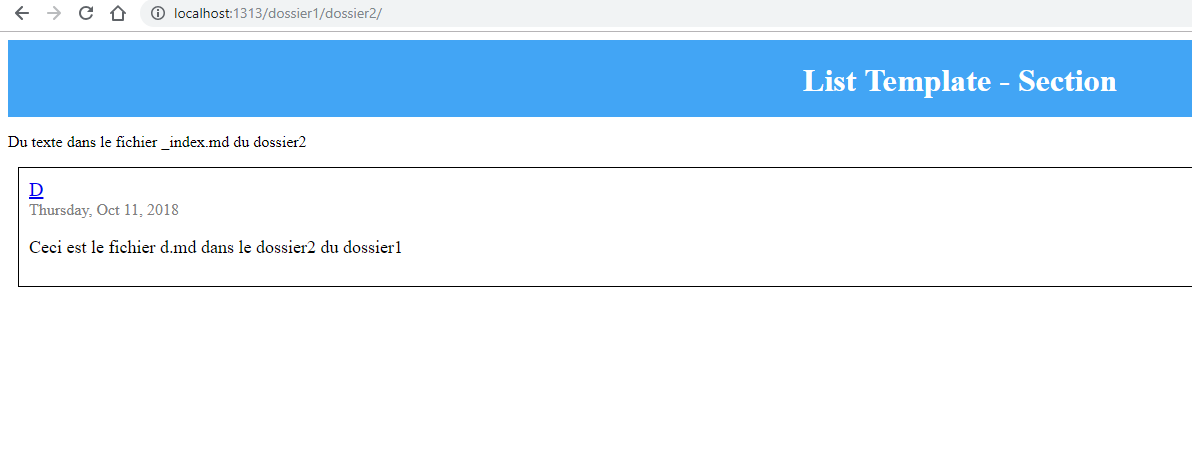 localhost:1313/dossier1/dossier2/
List Template - Section
Du texte dans le fichier _index.md du dossier2
D
Thursday, Oct 11, 2018
Ceci est le fichier d.md dans le dossier2 du dossier1